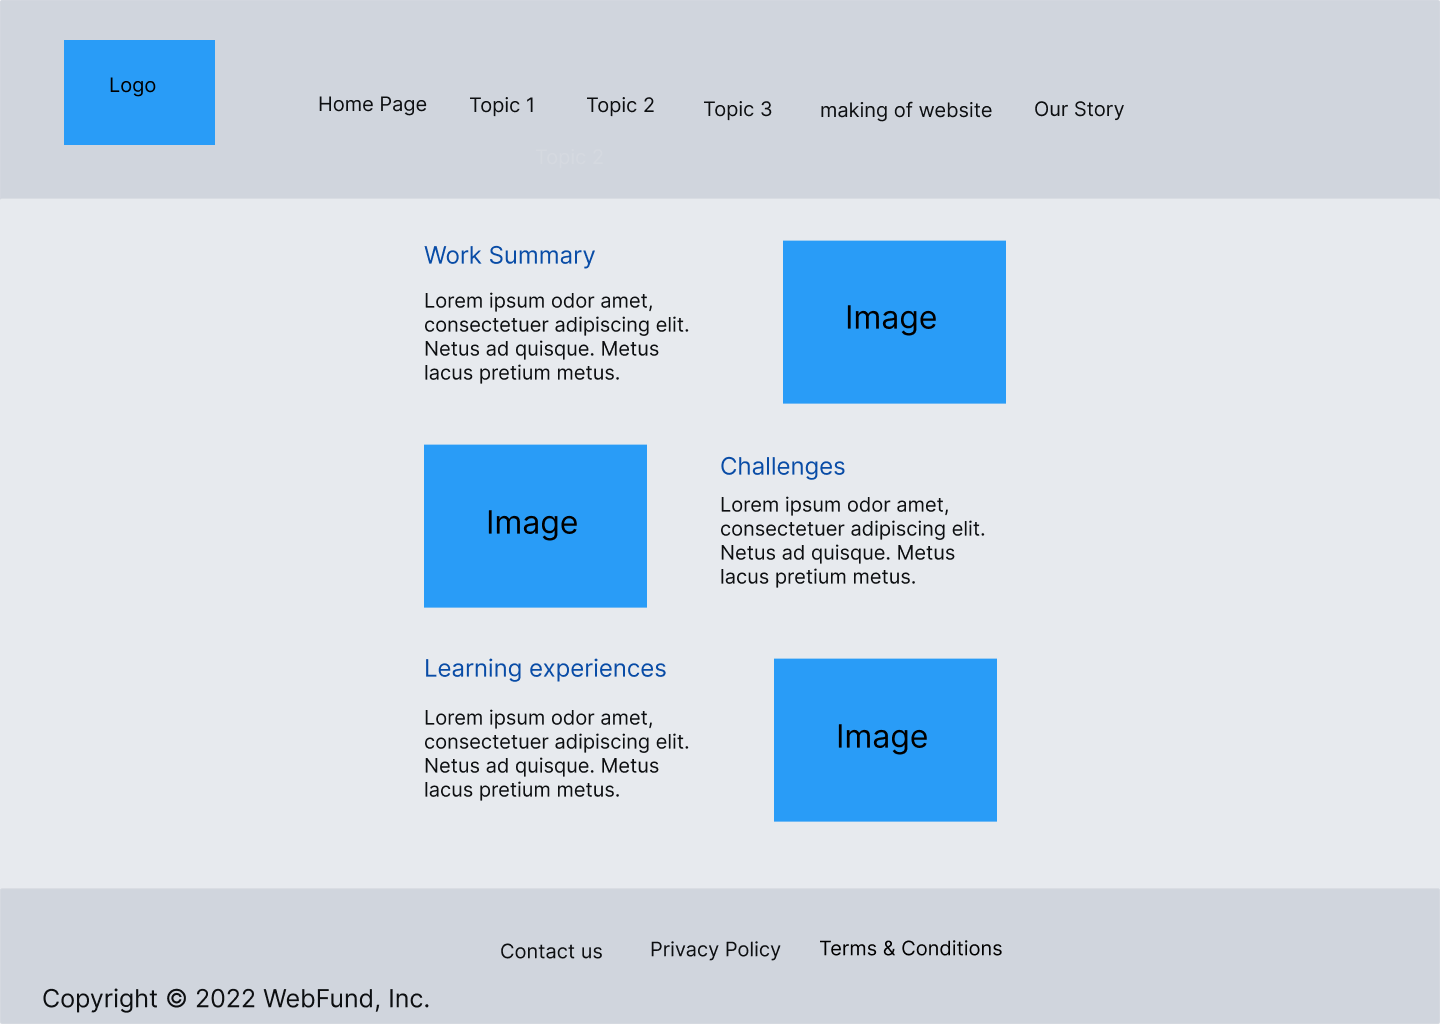 Logo
Home Page
Topic 1
Topic 2
Topic 3
making of website
Our Story
Topic 2
Work Summary
Lorem ipsum odor amet,
consectetuer adipiscing elit.
Netus ad quisque. Metus
lacus pretium metus.
Image
Image
Challenges
Lorem ipsum odor amet,
consectetuer adipiscing elit.
Netus ad quisque. Metus
lacus pretium metus.
Learning experiences
Lorem ipsum odor amet,
consectetuer adipiscing elit.
Netus ad quisque. Metus
lacus pretium metus.
Image
Contact us
Privacy Policy
Terms & Conditions
Copyright © 2022 WebFund, Inc.